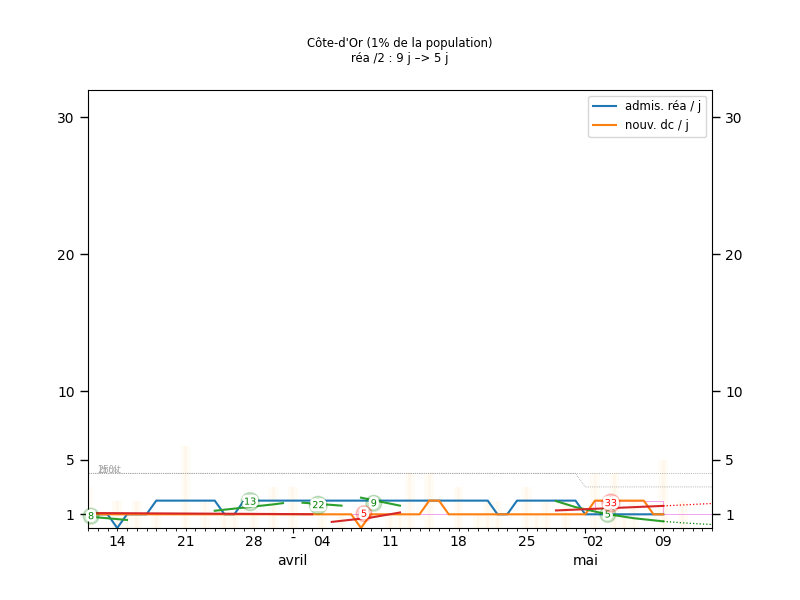 Côte-d'Or (1% de la population)
réa /2 : 9 j –> 5 j
admis. réa / j
nouv. dc / j
30 30
20 20
10 10
5 5
1 1
8 13 22 9 5 33 5
14 21 28 04 11 18 25 02 09
avril mai